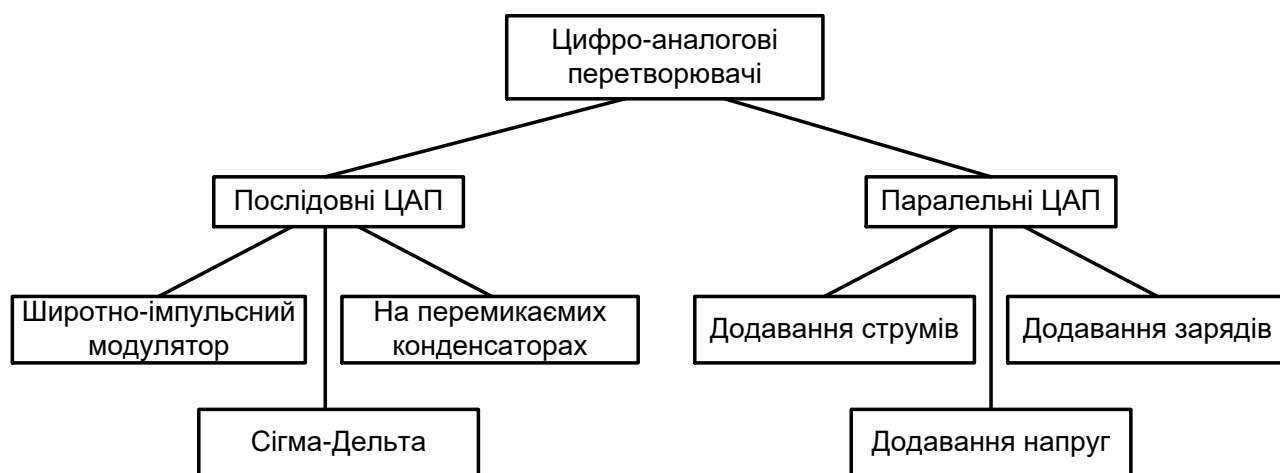 Цифро-аналогові
перетворювачі
Послідовні ЦАП
Паралельні ЦАП
Широтно-імпульсний
модулятор
На перемикаємих
конденсаторах
Додавання струмів
Додавання зарядів
Сігма-Дельта
Додавання напруг